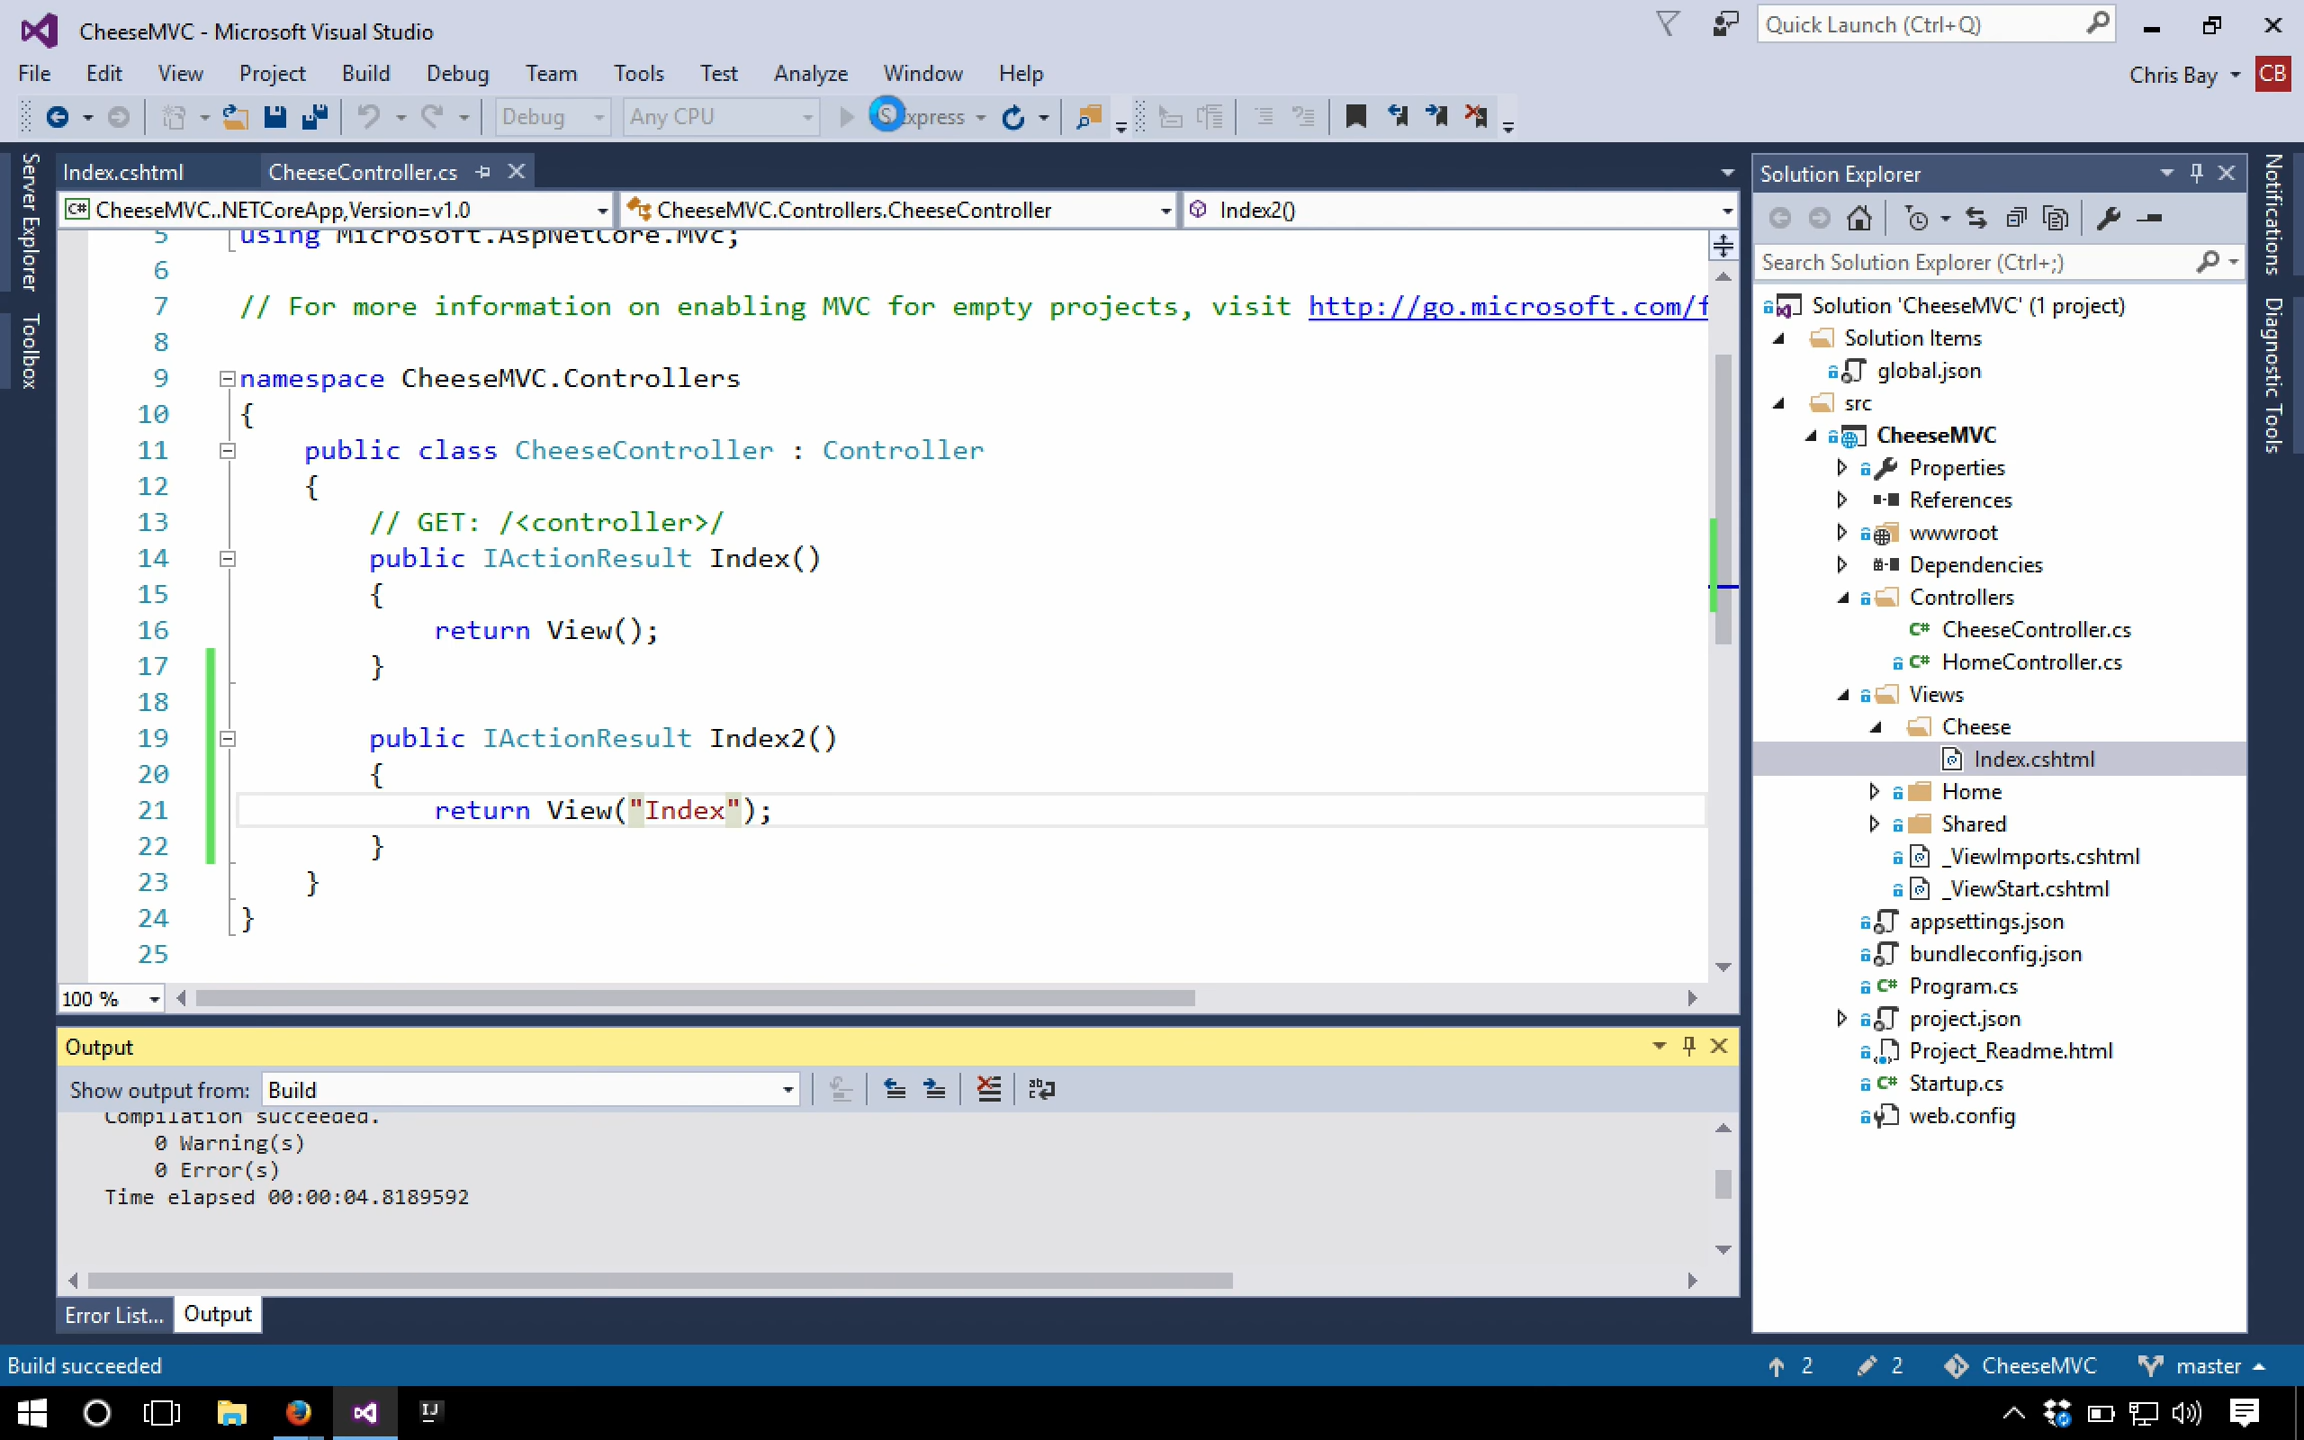 CheeseMVC - Microsoft Visual Studio
Quick Launch (Ctrl+Q)
File Edit View Project Build Debug Team Tools Test Analyze Window Help
Chris Bay CB
Debug Any CPU Express
Server Explorer
Toolbox
Index.cshtml CheeseController.cs
C# CheeseMVC..NETCoreApp,Version=v1.0 CheeseMVC.Controllers.CheeseController Index2()
5 using Microsoft.AspNetCore.Mvc;
6
7 // For more information on enabling MVC for empty projects, visit http://go.microsoft.com/f
8
9 namespace CheeseMVC.Controllers
10 {
11 public class CheeseController : Controller
12 {
13 // GET: /<controller>/
14 public IActionResult Index()
15 {
16 return View();
17 }
18
19 public IActionResult Index2()
20 {
21 return View("Index");
22 }
23 }
24 }
25
100 %
Output
Show output from: Build
Compilation succeeded.
0 Warning(s)
0 Error(s)
Time elapsed 00:00:04.8189592
Error List... Output
Solution Explorer
Search Solution Explorer (Ctrl+;)
Solution 'CheeseMVC' (1 project)
Solution Items
global.json
src
CheeseMVC
Properties
References
wwwroot
Dependencies
Controllers
C# CheeseController.cs
C# HomeController.cs
Views
Cheese
Index.cshtml
Home
Shared
_ViewImports.cshtml
_ViewStart.cshtml
appsettings.json
bundleconfig.json
C# Program.cs
project.json
Project_Readme.html
C# Startup.cs
web.config
Notifications
Diagnostic Tools
Build succeeded
2 2 CheeseMVC master
IJ